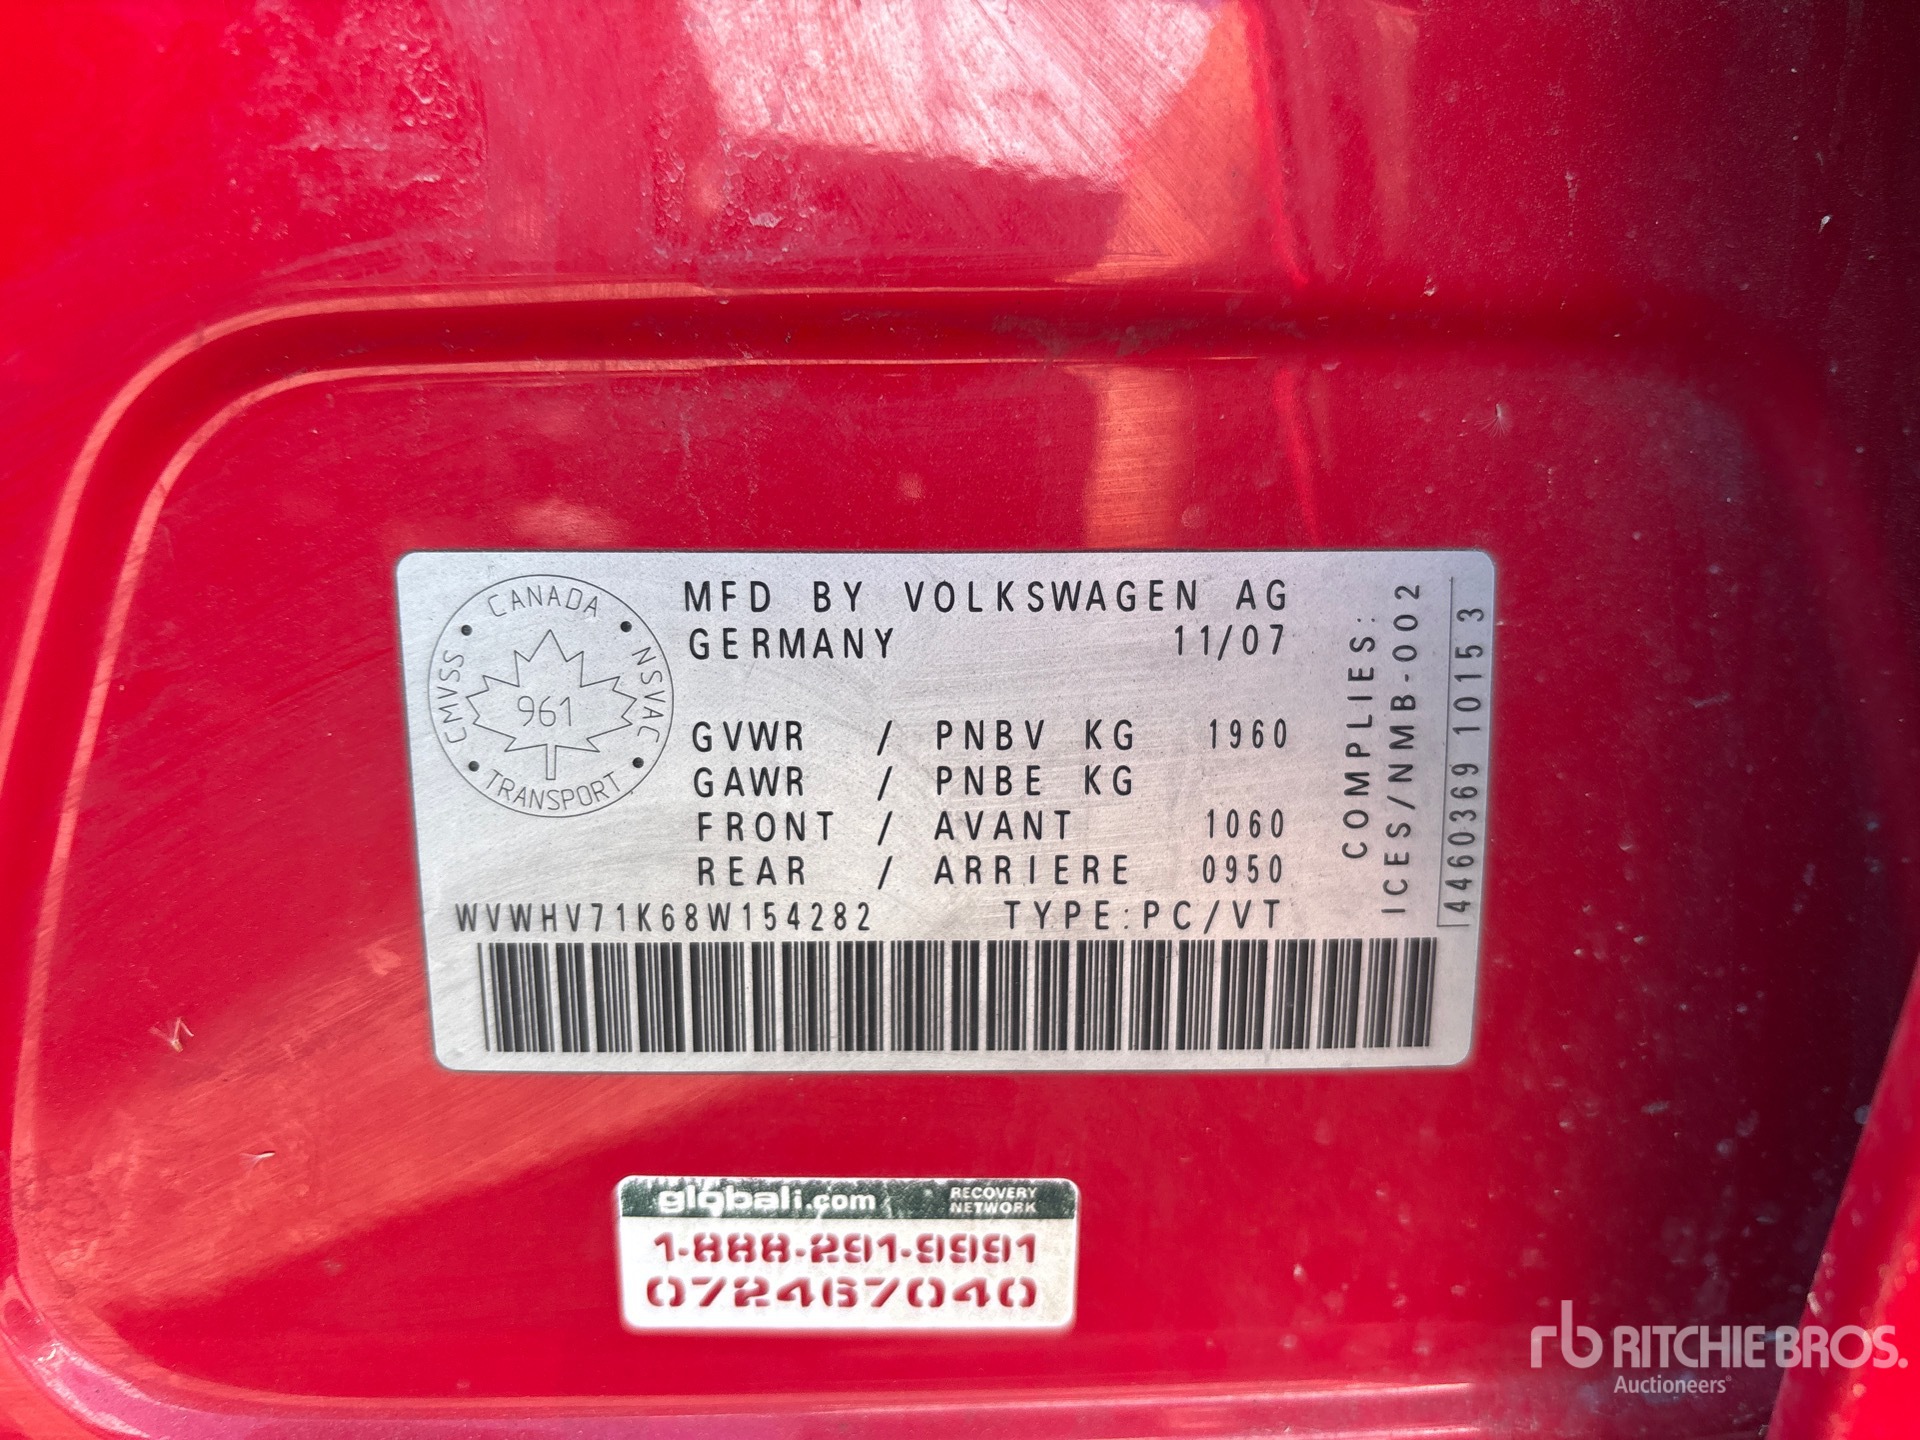 CANADA
CMVSS
NSVAC
961
TRANSPORT
MFD BY VOLKSWAGEN AG
GERMANY 11/07
GVWR / PNBV KG 1960
GAWR / PNBE KG
FRONT / AVANT 1060
REAR / ARRIERE 0950
WVWHV71K68W154282 TYPE:PC/VT
COMPLIES:
ICES/NMB-002
4460369 1015 3
globali.com RECOVERY NETWORK
1-888-291-9991
072467040
rb RITCHIE BROS.
Auctioneers